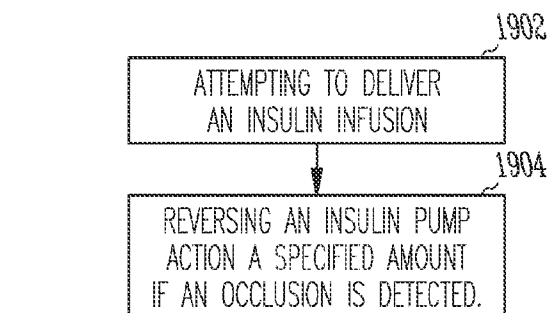 1902
ATTEMPTING TO DELIVER
AN INSULIN INFUSION
1904
REVERSING AN INSULIN PUMP
ACTION A SPECIFIED AMOUNT
IF AN OCCLUSION IS DETECTED.